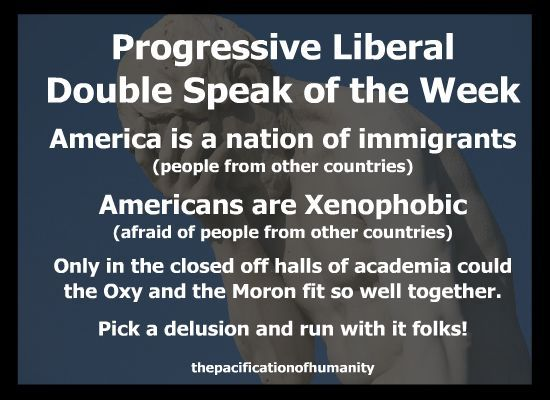 Progressive Liberal
Double Speak of the Week
America is a nation of immigrants
(people from other countries)
Americans are Xenophobic
(afraid of people from other countries)
Only in the closed off halls of academia could
the Oxy and the Moron fit so well together.
Pick a delusion and run with it folks!
thepacificationofhumanity